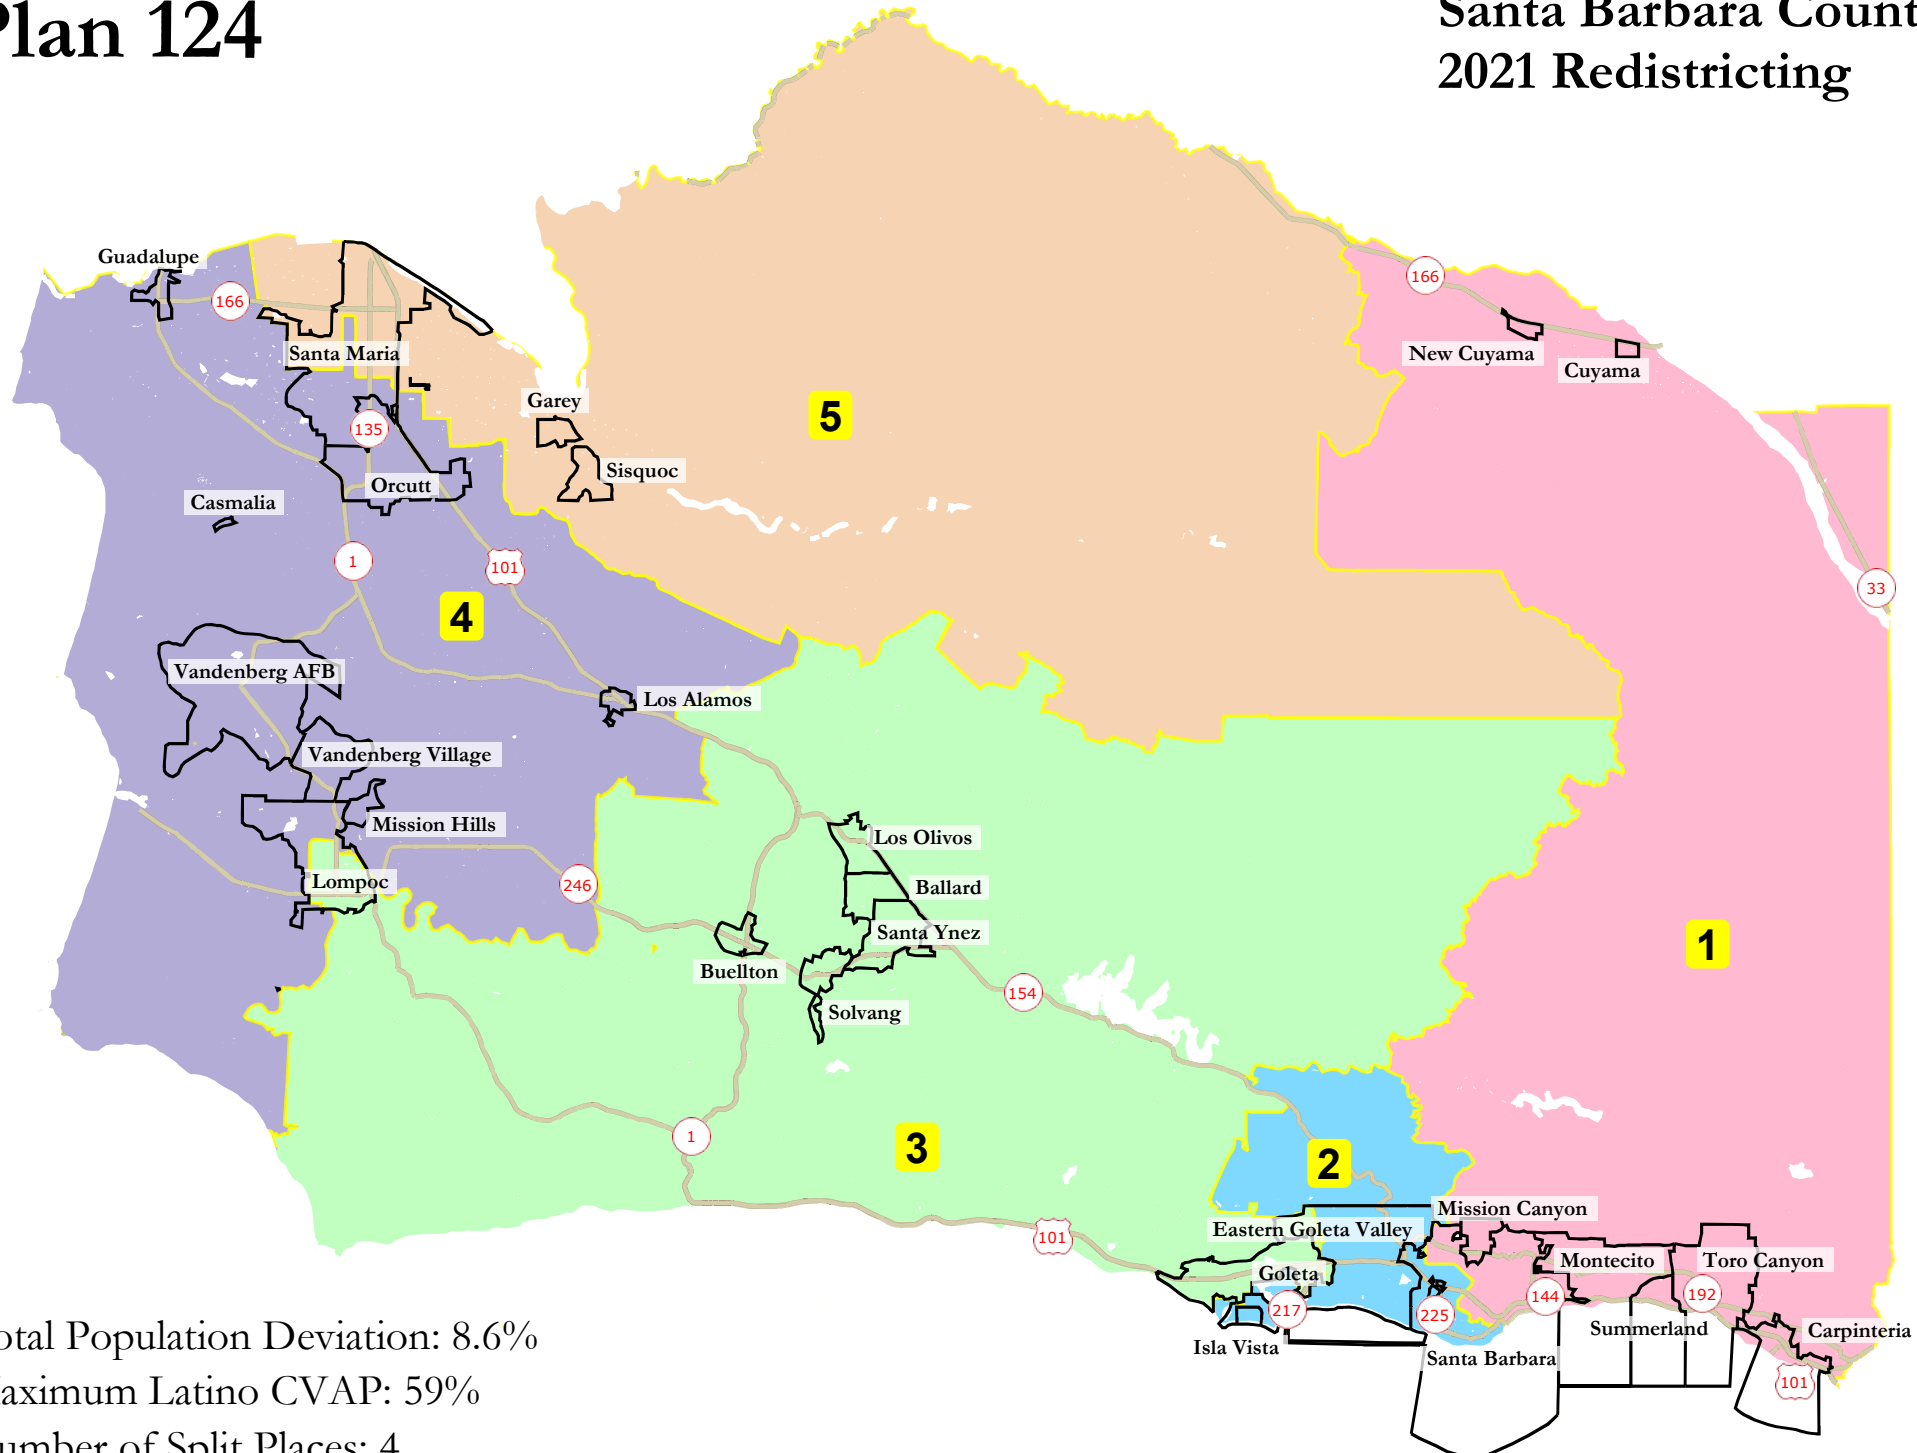 Plan 124
Santa Barbara Count
2021 Redistricting
Guadalupe
166
Santa Maria
135
Orcutt
Casmalia
1
101
Garey
Sisquoc
5
166
New Cuyama
Cuyama
33
4
Vandenberg AFB
Los Alamos
Vandenberg Village
Mission Hills
Lompoc
246
Los Olivos
Ballard
Santa Ynez
Buellton
Solvang
154
1
1
3
2
101
Mission Canyon
Eastern Goleta Valley
Goleta
Montecito
Toro Canyon
217
225
144
192
Isla Vista
Santa Barbara
Summerland
Carpinteria
101
otal Population Deviation: 8.6%
aximum Latino CVAP: 59%
umber of Split Places: 4